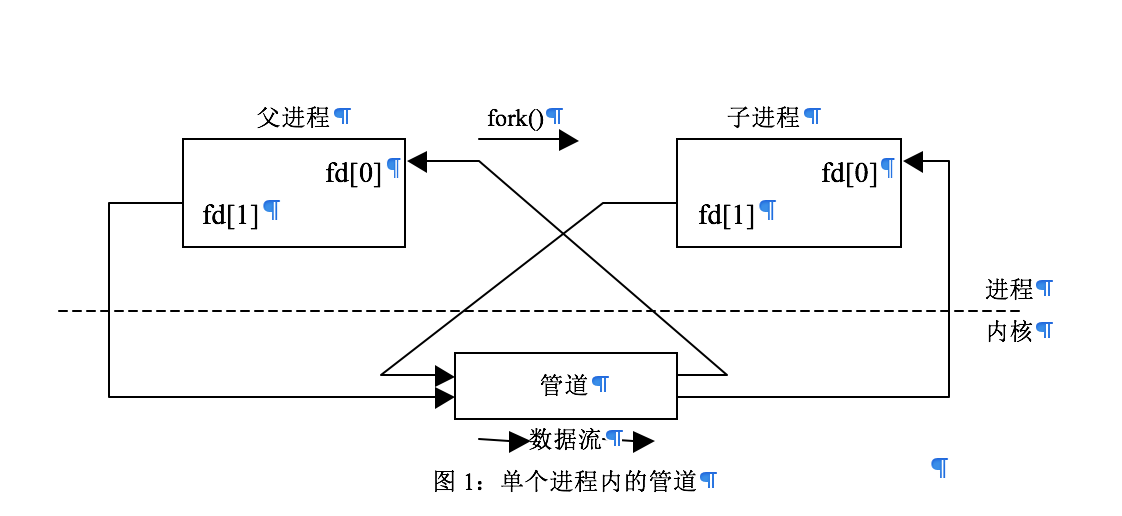 父进程
fork()
子进程
fd[0]
fd[1]
fd[0]
fd[1]
进程
内核
管道
数据流
图 1：单个进程内的管道